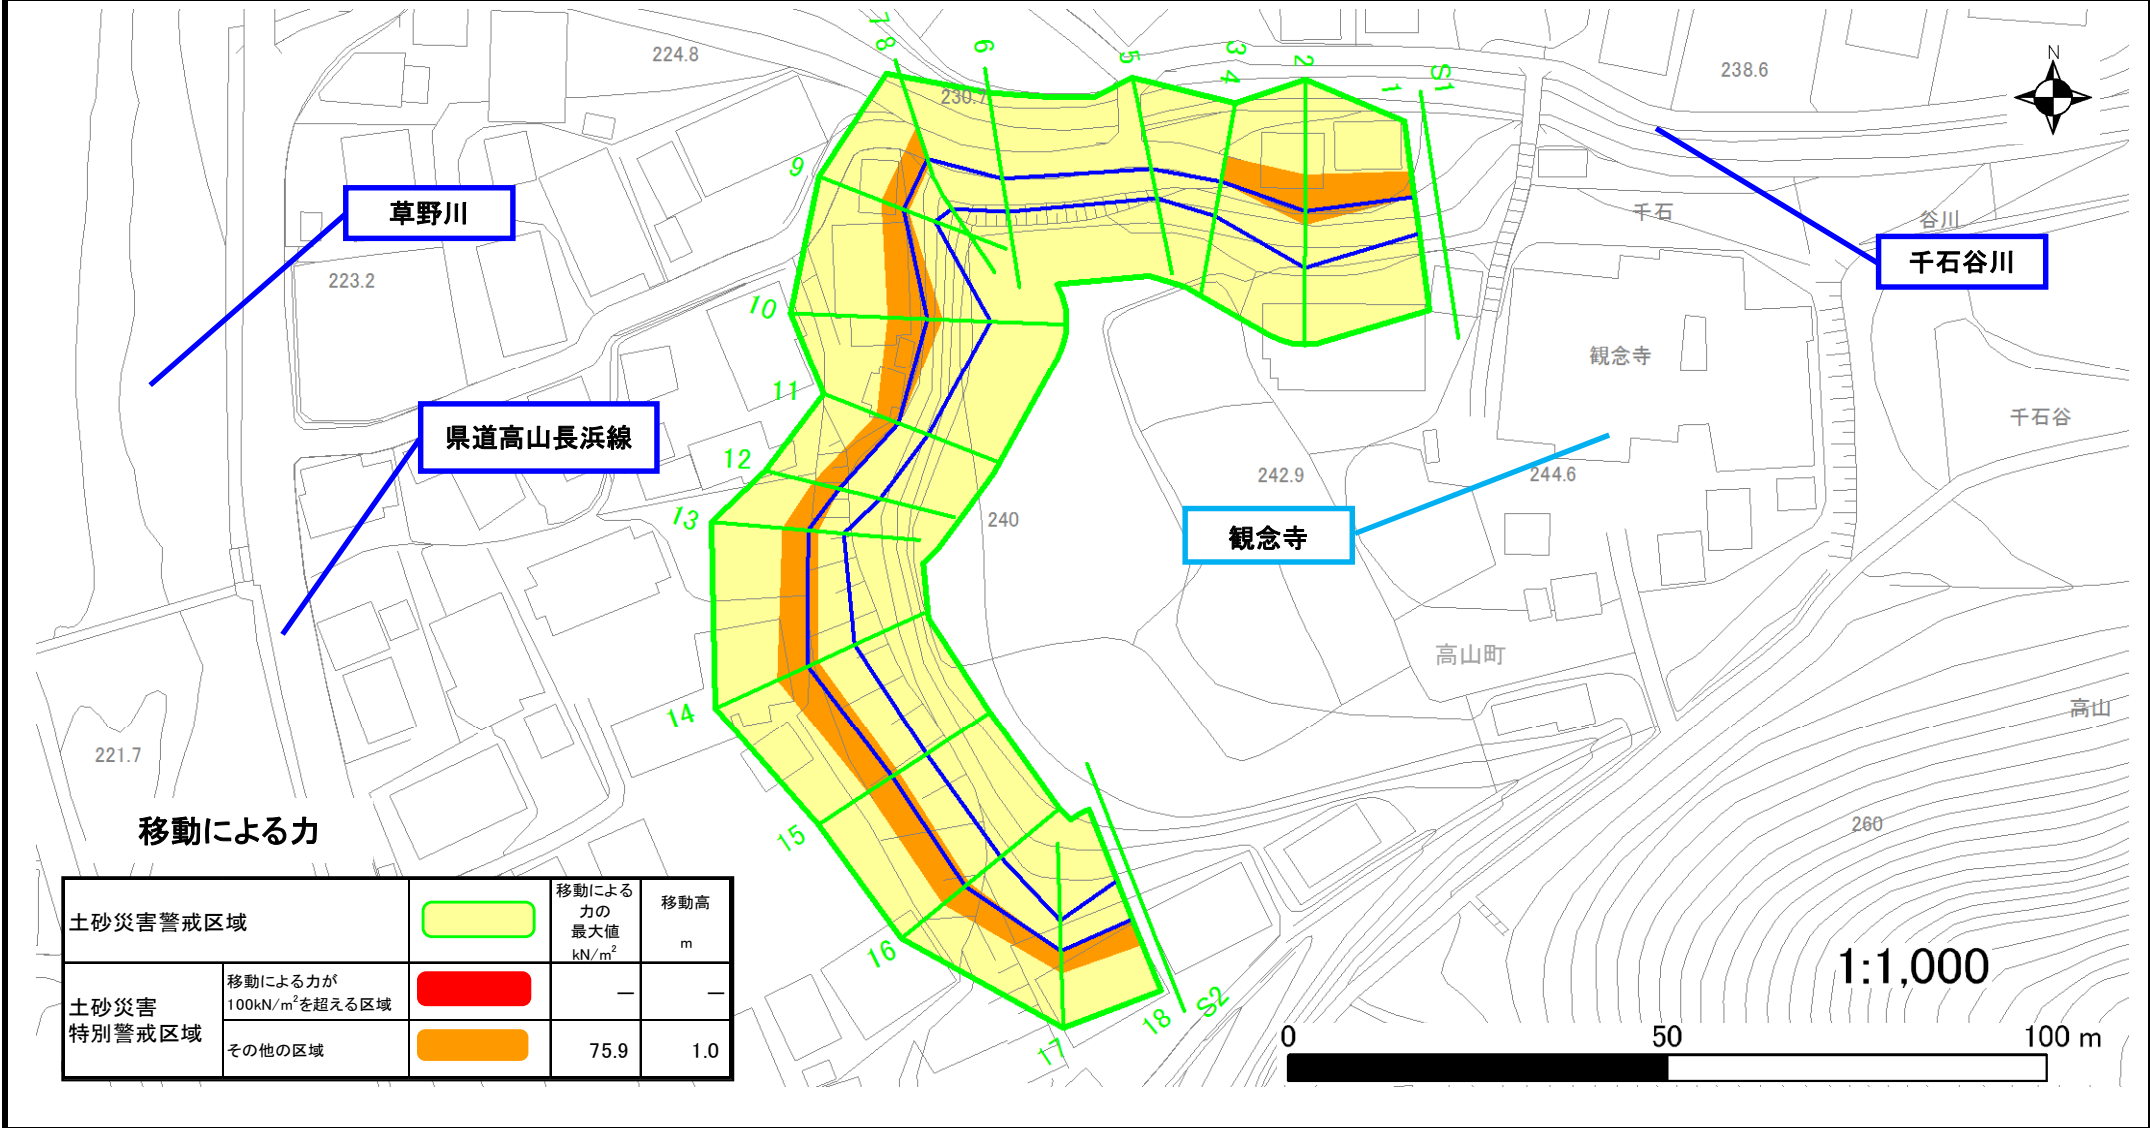 7
8
6
5
3
4
2
1
S1
N
224.8
230.7
238.6
9
草野川
千石
谷川
千石谷川
223.2
10
観念寺
11
県道高山長浜線
千石谷
12
242.9
244.6
13
240
観念寺
高山町
14
高山
221.7
15
260
移動による力
16
17
18
S2
土砂災害警戒区域
移動による
力の
最大値
kN/m²
移動高
m
土砂災害
特別警戒区域
移動による力が
100kN/m²を超える区域
—
—
その他の区域
75.9
1.0
1:1,000
0 50 100 m